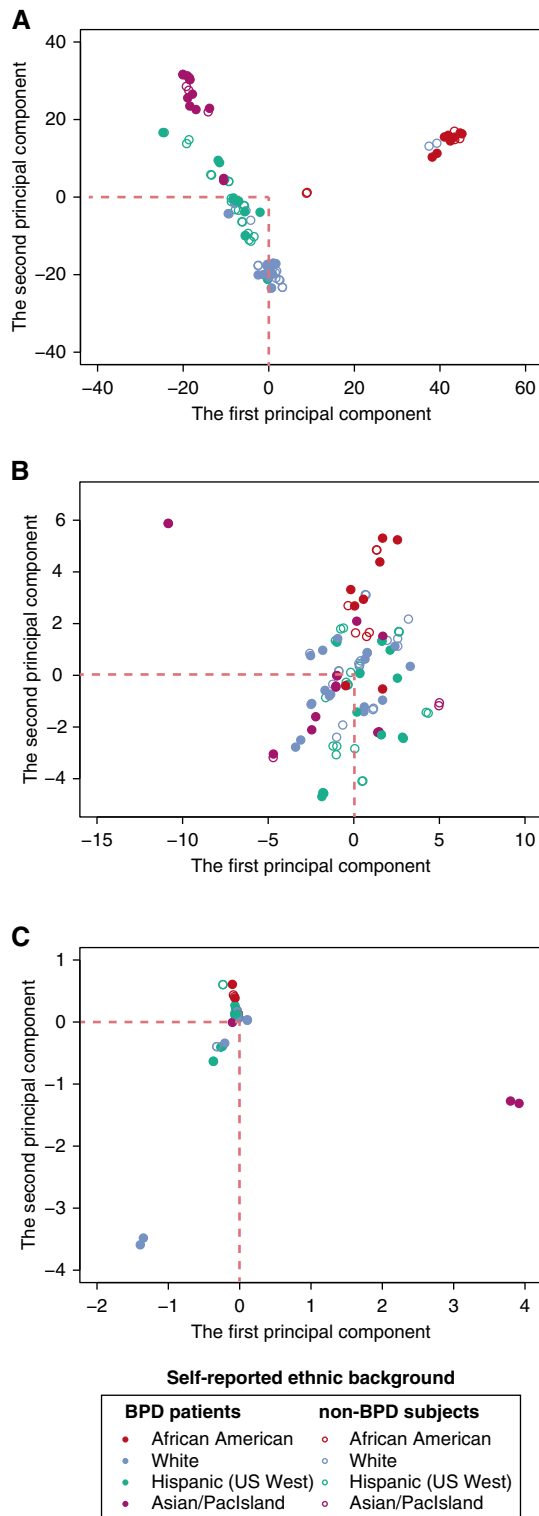 A
The second principal component
40
20
0
−20
−40
−40 −20 0 20 40 60
The first principal component
B
The second principal component
6
4
2
0
−2
−4
−15 −10 −5 0 5 10
The first principal component
C
The second principal component
1
0
−1
−2
−3
−4
−2 −1 0 1 2 3 4
The first principal component
Self-reported ethnic background
BPD patients non-BPD subjects
African American African American
White White
Hispanic (US West) Hispanic (US West)
Asian/PacIsland Asian/PacIsland